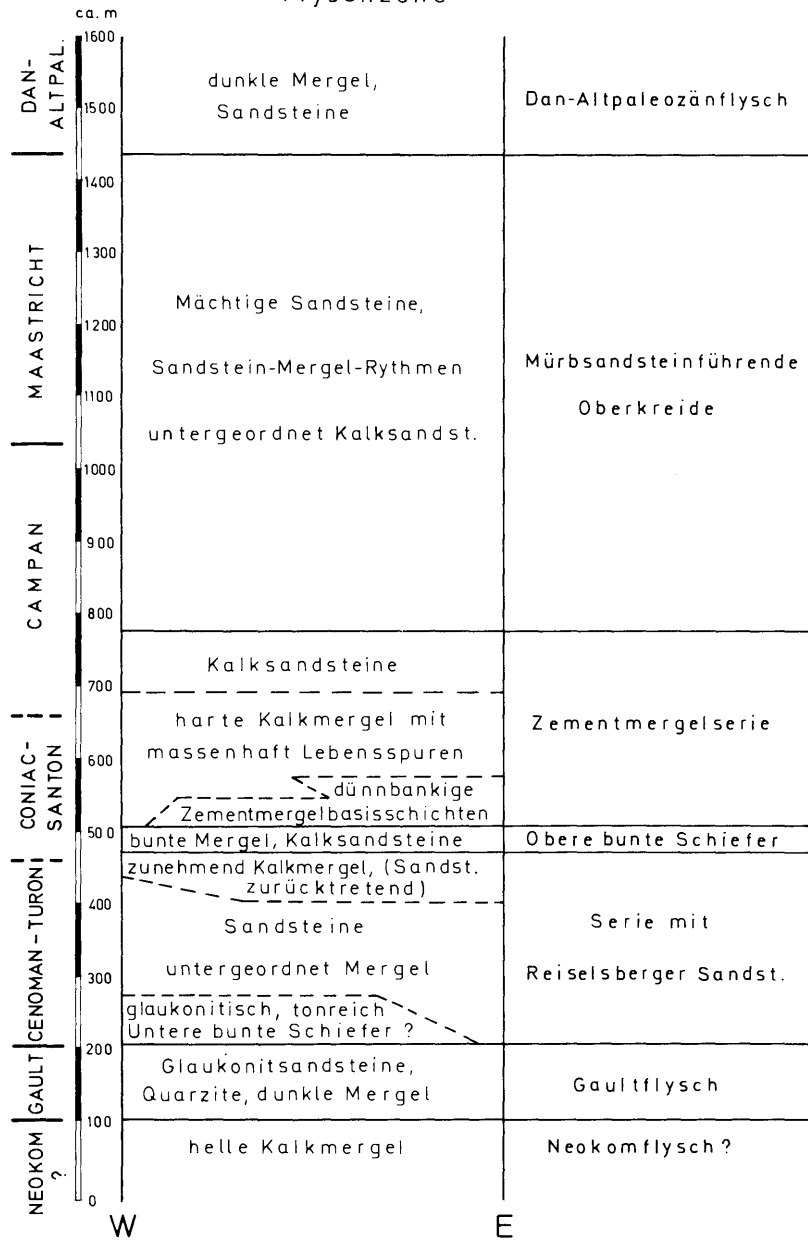 Flyschzone
ca. m
1600
1500
1400
1300
1200
1100
1000
900
800
700
600
500
400
300
200
100
0
DAN-
ALTPAL.
MAASTRICHT
CAMPAN
CONIAC-
SANTON
CENOMAN-TURON
GAULT
NEOKOM
?
dunkle Mergel,
Sandsteine
Dan-Altpaleozänflysch
Mächtige Sandsteine,
Sandstein-Mergel-Rythmen
untergeordnet Kalksandst.
Mürbsandsteinführende
Oberkreide
Kalksandsteine
harte Kalkmergel mit
massenhaft Lebensspuren
dünnbankige
Zementmergelbasisschichten
Zementmergelserie
bunte Mergel, Kalksandsteine
Obere bunte Schiefer
zunehmend Kalkmergel, (Sandst.
zurücktretend)
Sandsteine
untergeordnet Mergel
glaukonitisch, tonreich
Untere bunte Schiefer ?
Serie mit
Reiselsberger Sandst.
Glaukonitsandsteine,
Quarzite, dunkle Mergel
Gaultflysch
helle Kalkmergel
Neokomflysch?
W
E